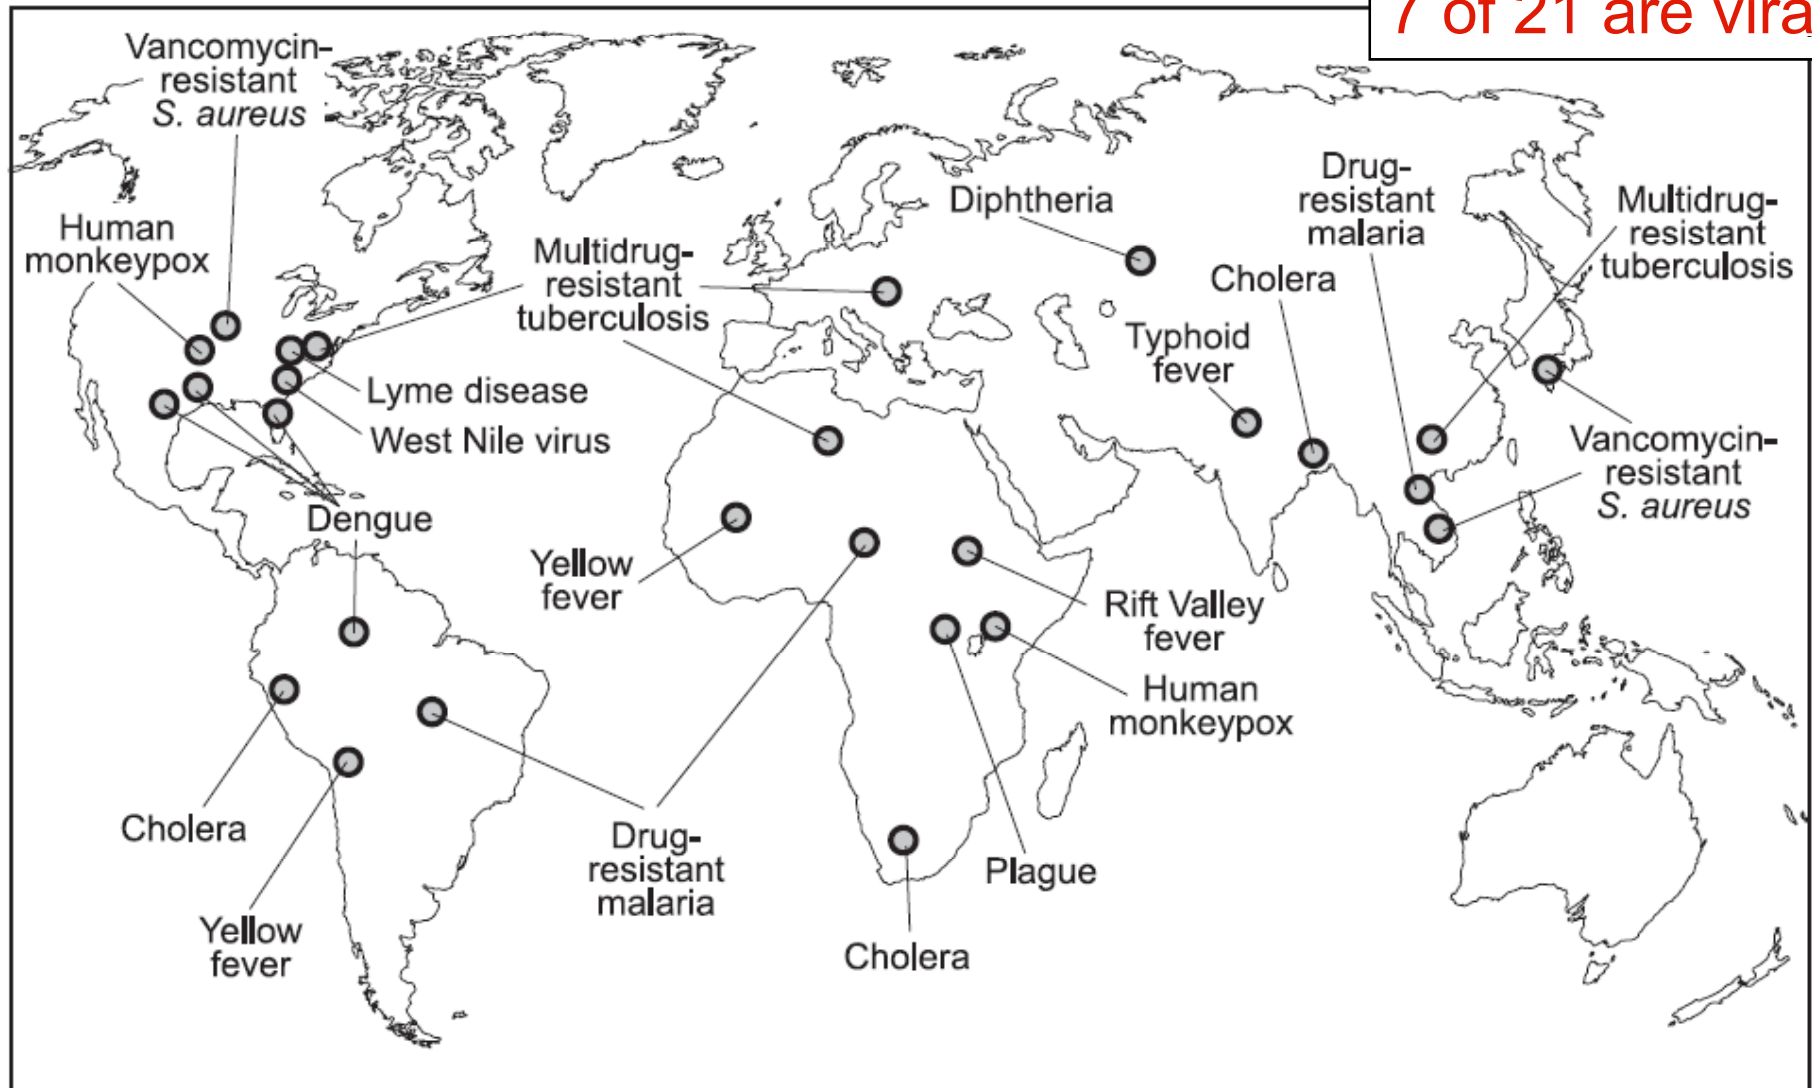 7 of 21 are vira
Vancomycin-
resistant
S. aureus
Human
monkeypox
Multidrug-
resistant
tuberculosis
Diphtheria
Drug-
resistant
malaria
Multidrug-
resistant
tuberculosis
Cholera
Typhoid
fever
Lyme disease
West Nile virus
Dengue
Vancomycin-
resistant
S. aureus
Yellow
fever
Rift Valley
fever
Human
monkeypox
Cholera
Drug-
resistant
malaria
Plague
Yellow
fever
Cholera